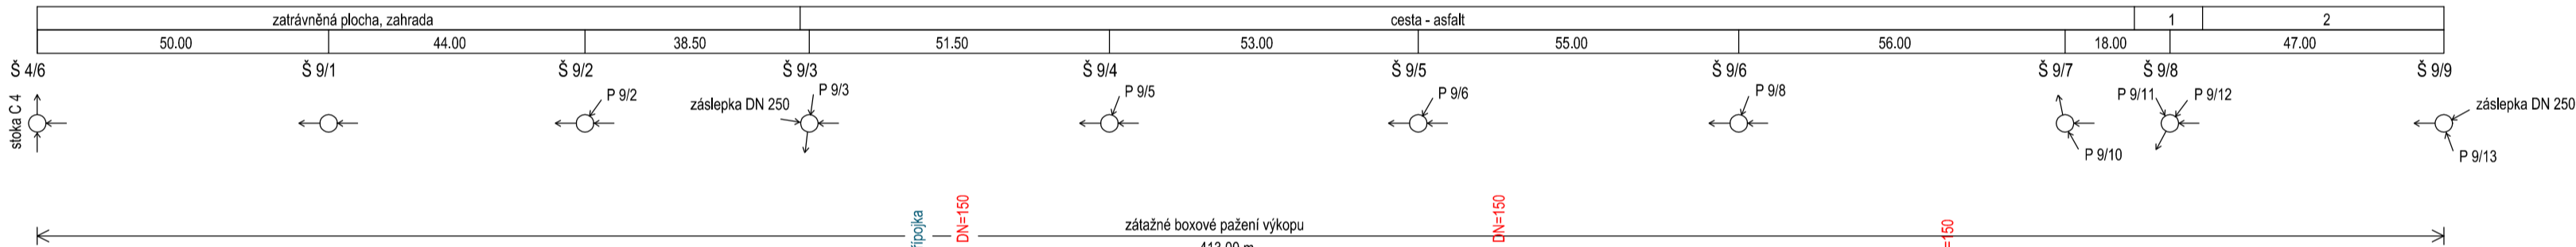 zatrávněná plocha, zahrada cesta - asfalt 1 2
50.00 44.00 38.50 51.50 53.00 55.00 56.00 18.00 47.00
Š 4/6 Š 9/1 Š 9/2 Š 9/3 Š 9/4 Š 9/5 Š 9/6 Š 9/7 Š 9/8 Š 9/9
stoka C 4
P 9/2
záslepka DN 250
P 9/3
P 9/5
P 9/6
P 9/8
P 9/10
P 9/11
P 9/12
záslepka DN 250
P 9/13
DN=150
DN=150
=150
zátažné boxové pažení výkopu
413.00 m